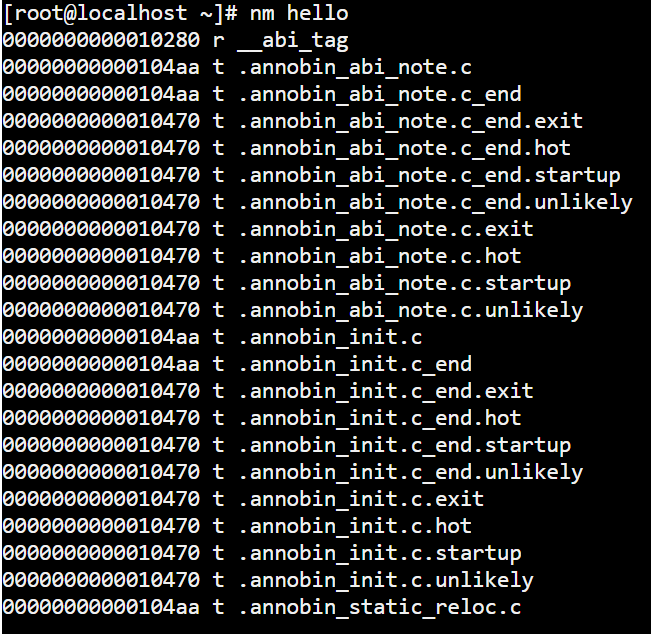 [root@localhost ~]# nm hello
0000000000010280 r __abi_tag
00000000000104aa t .annobin_abi_note.c
00000000000104aa t .annobin_abi_note.c_end
0000000000010470 t .annobin_abi_note.c_end.exit
0000000000010470 t .annobin_abi_note.c_end.hot
0000000000010470 t .annobin_abi_note.c_end.startup
0000000000010470 t .annobin_abi_note.c_end.unlikely
0000000000010470 t .annobin_abi_note.c.exit
0000000000010470 t .annobin_abi_note.c.hot
0000000000010470 t .annobin_abi_note.c.startup
0000000000010470 t .annobin_abi_note.c.unlikely
00000000000104aa t .annobin_init.c
00000000000104aa t .annobin_init.c_end
0000000000010470 t .annobin_init.c_end.exit
0000000000010470 t .annobin_init.c_end.hot
0000000000010470 t .annobin_init.c_end.startup
0000000000010470 t .annobin_init.c_end.unlikely
0000000000010470 t .annobin_init.c.exit
0000000000010470 t .annobin_init.c.hot
0000000000010470 t .annobin_init.c.startup
0000000000010470 t .annobin_init.c.unlikely
00000000000104aa t .annobin_static_reloc.c